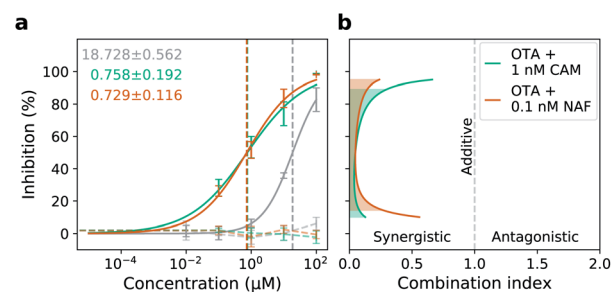 a
18.728±0.562
0.758±0.192
0.729±0.116
100
80
60
40
20
0
Inhibition (%)
10⁻⁴
10⁻²
10⁰
10²
Concentration (μM)
b
OTA +
1 nM CAM
OTA +
0.1 nM NAF
Additive
Synergistic
Antagonistic
0.0
0.5
1.0
1.5
2.0
Combination index